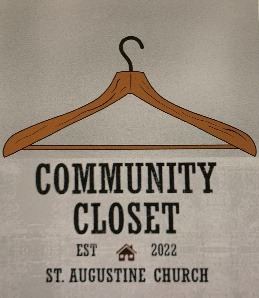 COMMUNITY
CLOSET
EST 2022
ST. AUGUSTINE CHURCH